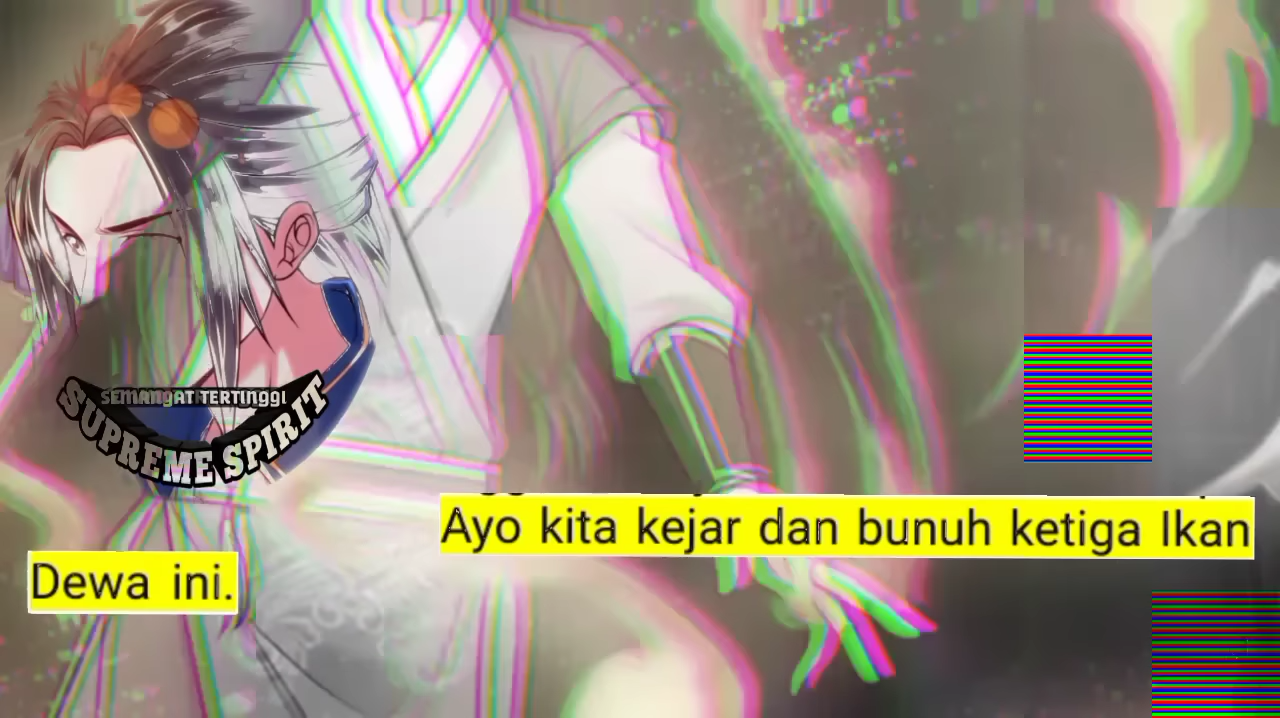 SEMANGAT TERTINGGI
SUPREME SPIRIT
Ayo kita kejar dan bunuh ketiga Ikan
Dewa ini.